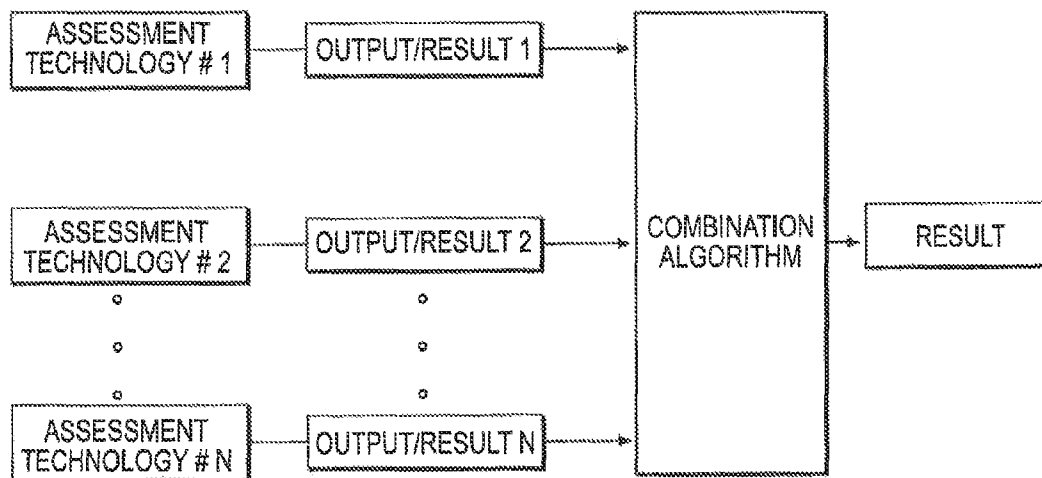 ASSESSMENT
TECHNOLOGY # 1
OUTPUT/RESULT 1
ASSESSMENT
TECHNOLOGY # 2
OUTPUT/RESULT 2
COMBINATION
ALGORITHM
RESULT
ASSESSMENT
TECHNOLOGY # N
OUTPUT/RESULT N